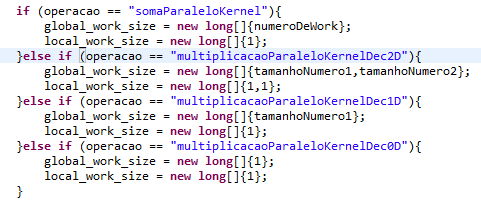 if (operacao == "somaParaleloKernel"){
    global_work_size = new long[]{numeroDeWork};
    local_work_size = new long[]{1};
}else if (operacao == "multiplicacaoParaleloKernelDec2D"){
    global_work_size = new long[]{tamanhoNumero1,tamanhoNumero2};
    local_work_size = new long[]{1,1};
}else if (operacao == "multiplicacaoParaleloKernelDec1D"){
    global_work_size = new long[]{tamanhoNumero1};
    local_work_size = new long[]{1};
}else if (operacao == "multiplicacaoParaleloKernelDec0D"){
    global_work_size = new long[]{1};
    local_work_size = new long[]{1};
}